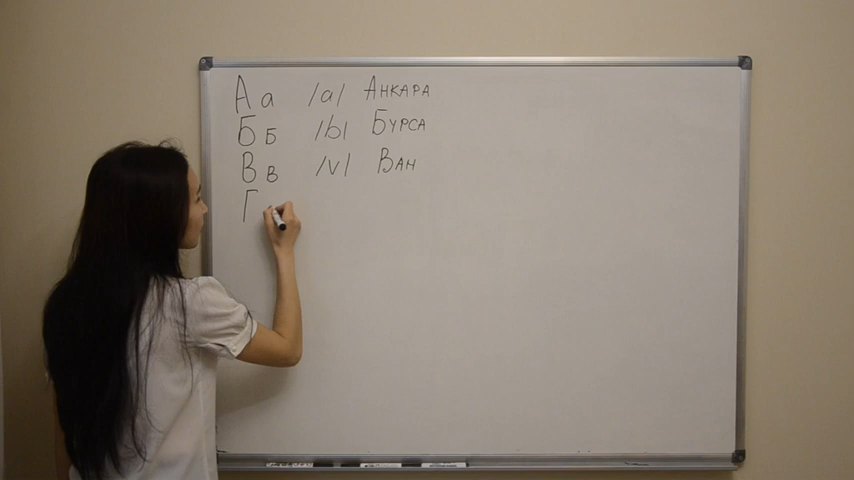 А а /a/ Анкара
Б б /b/ Бурса
В в /v/ Ван
Г